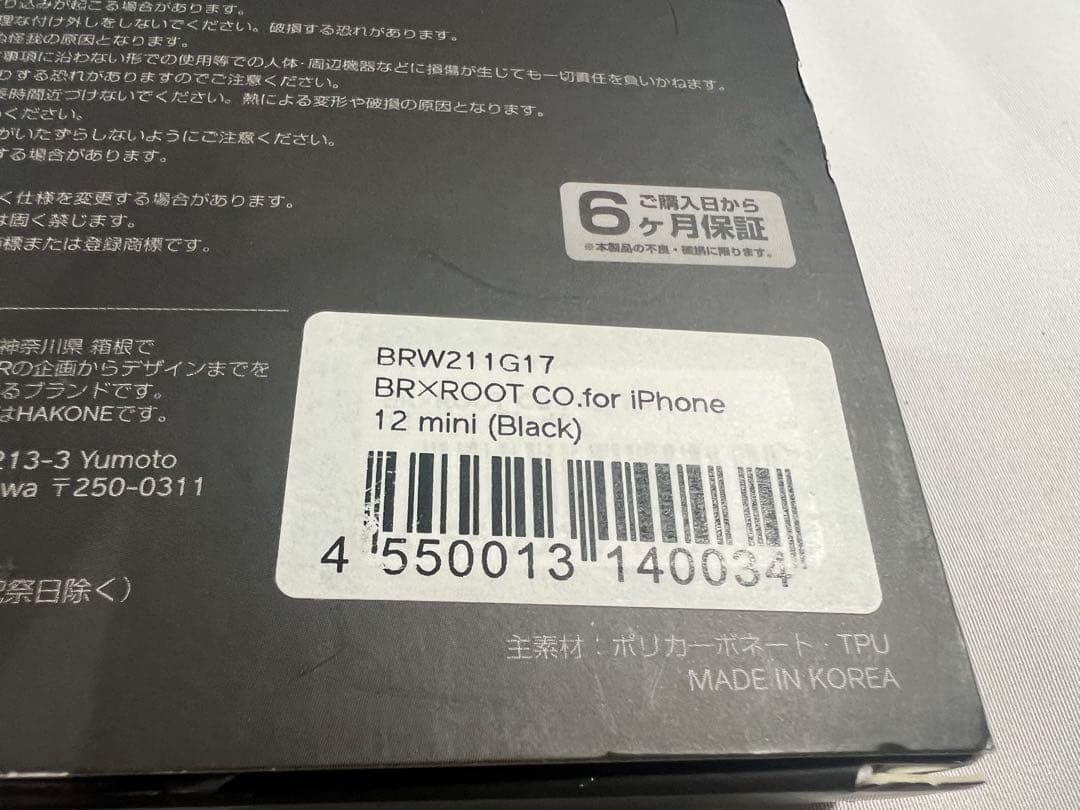 り込みが起こる場合があります。
理な付け外しをしないでください。破損する恐れがあります。
怪我の原因となります。
事項に沿わない形での使用等での人体・周辺機器などに損傷が生じても一切責任を負いかねます。
りする恐れがありますのでご注意ください。
時間近づけないでください。熱による変形や破損の原因となります。
ください。
がいたずらしないようにご注意ください。
する場合があります。
く仕様を変更する場合があります。
は固く禁じます。
商標または登録商標です。
6 ご購入日から
ヶ月保証
※本製品の不良・破損に限ります。
神奈川県 箱根で
Rの企画からデザインまでを
るブランドです。
はHAKONEです。
213-3 Yumoto
wa 〒250-0311
祭日除く）
BRW211G17
BR×ROOT CO.for iPhone
12 mini (Black)
4 550013 140034
主素材：ポリカーボネート・TPU
MADE IN KOREA